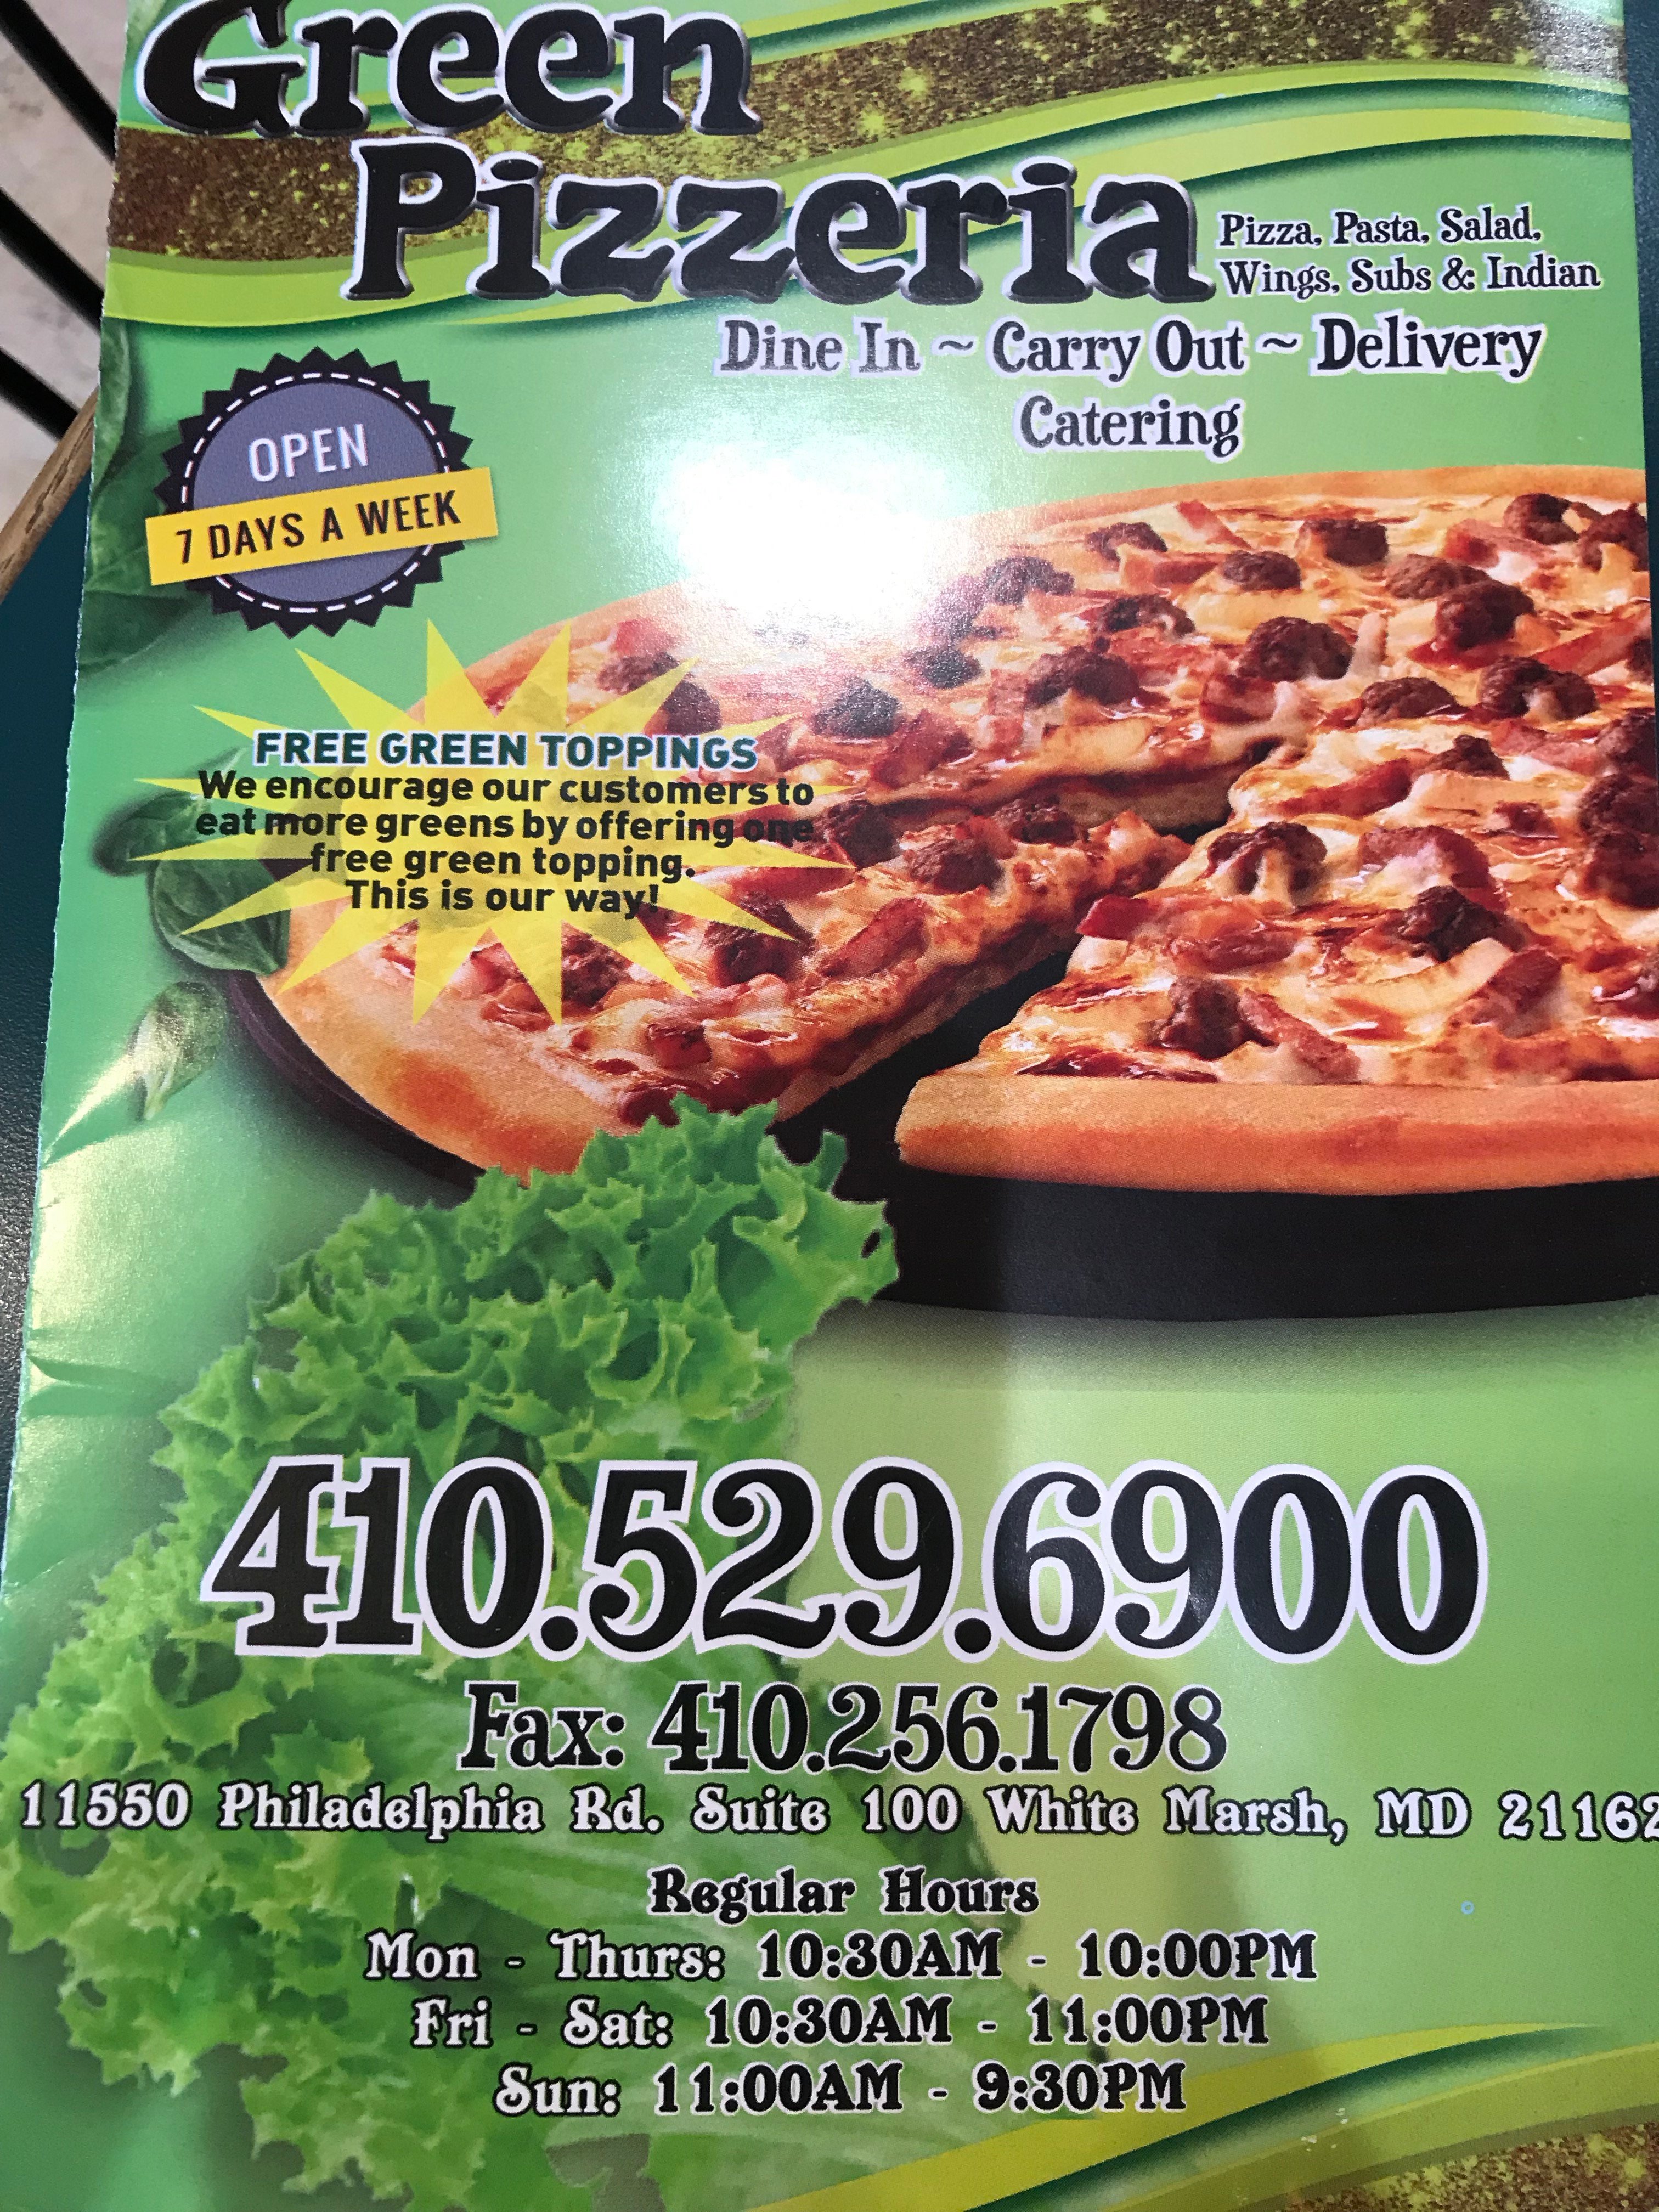 Green
Pizzeria
Pizza, Pasta, Salad,
Wings, Subs & Indian
Dine In ~ Carry Out ~ Delivery
Catering
OPEN
7 DAYS A WEEK
FREE GREEN TOPPINGS
We encourage our customers to
eat more greens by offering one
free green topping.
This is our way!
410.529.6900
Fax: 410.256.1798
11550 Philadelphia Rd. Suite 100 White Marsh, MD 21162
Regular Hours
Mon - Thurs: 10:30AM - 10:00PM
Fri - Sat: 10:30AM - 11:00PM
Sun: 11:00AM - 9:30PM